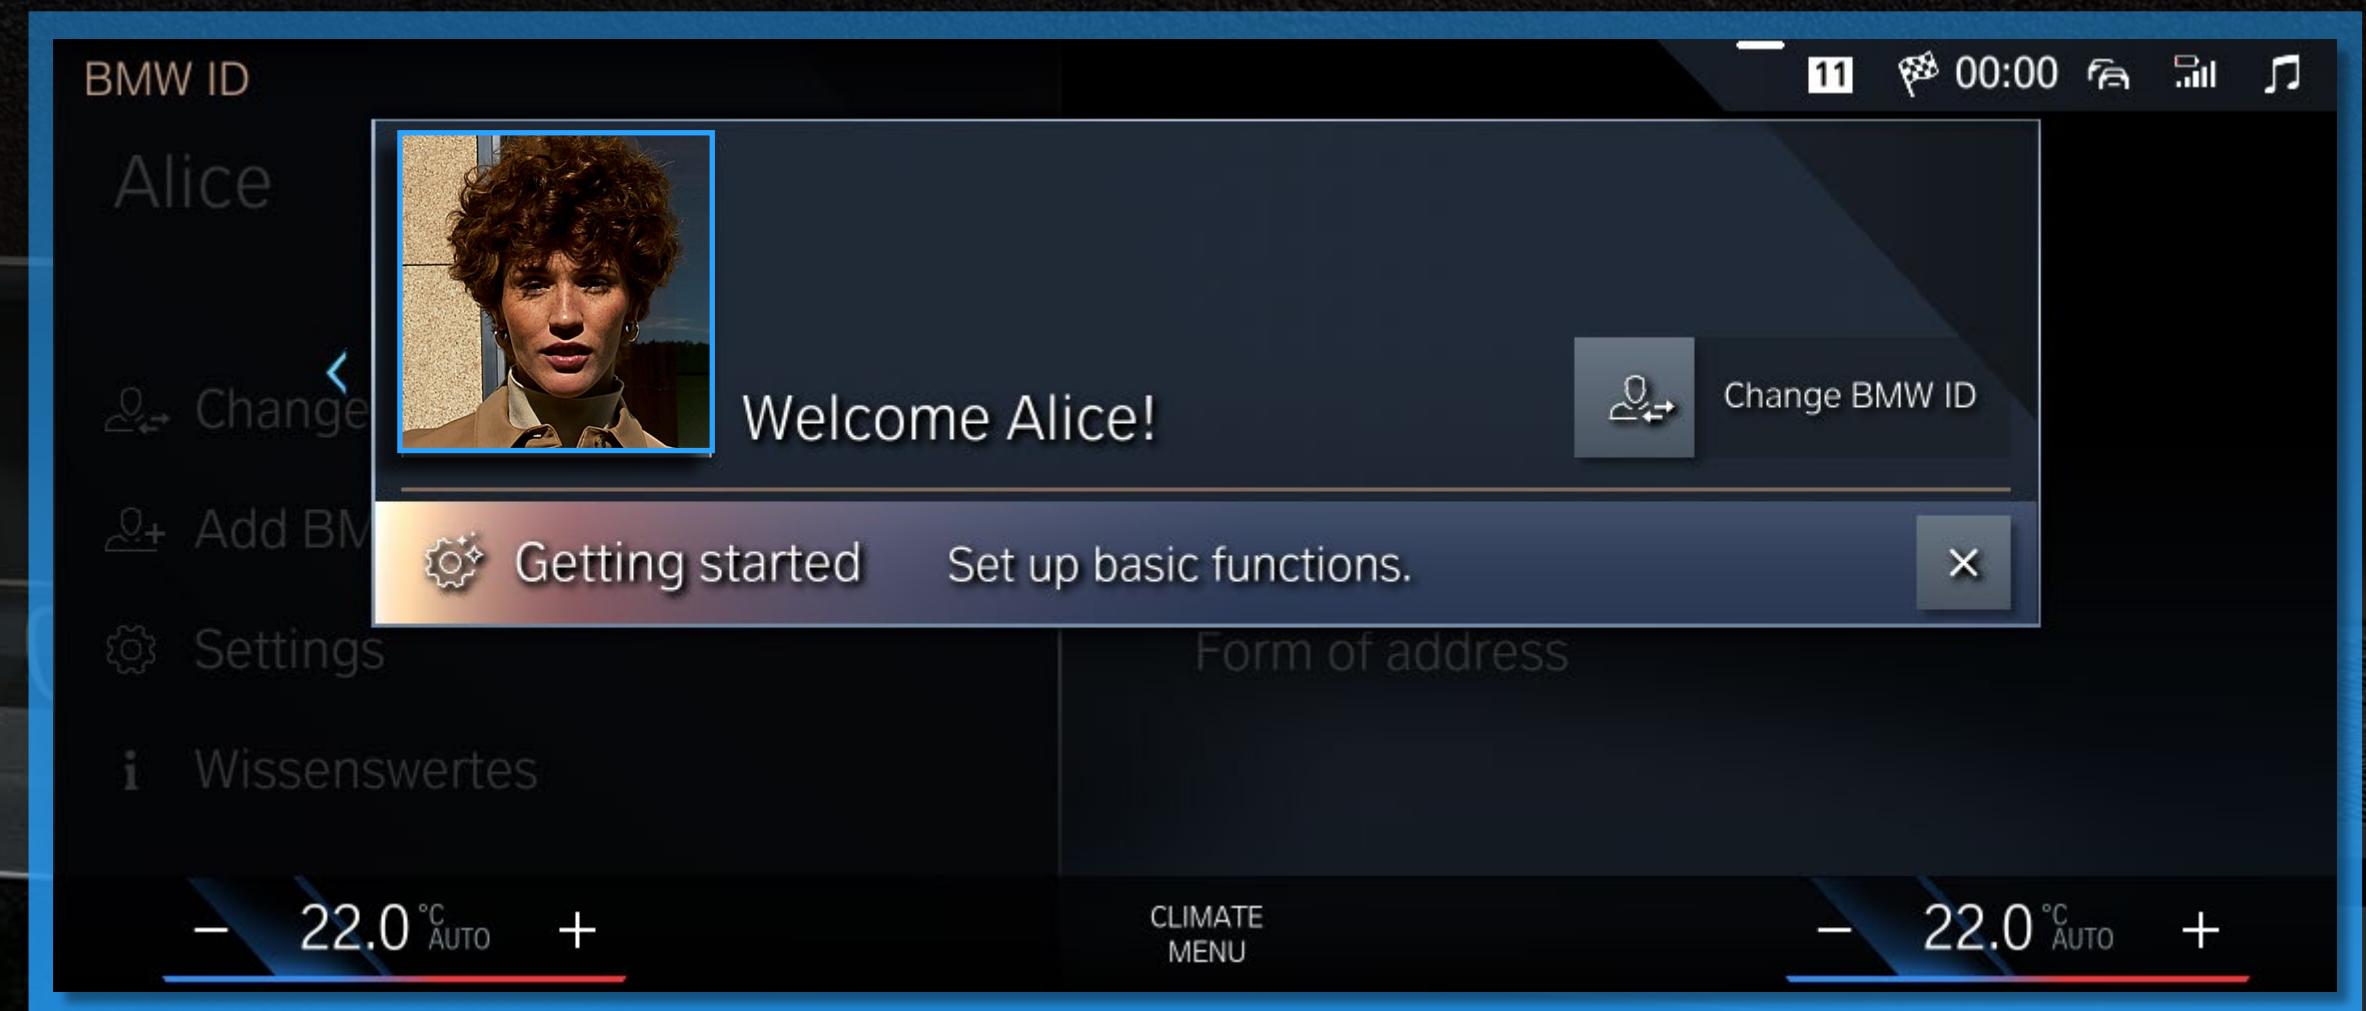 BMW ID
11
00:00
Alice
Welcome Alice!
Change BMW ID
Change
Add BM
Getting started
Set up basic functions.
Settings
Form of address
Wissenswertes
22.0 °C AUTO
CLIMATE
MENU
22.0 °C AUTO